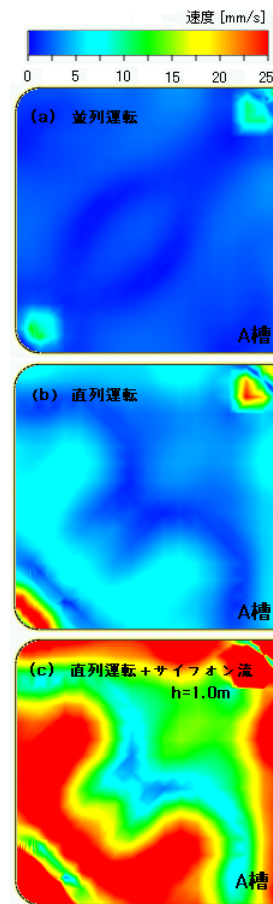 速度 [mm/s]
0 5 10 15 20 25
(a) 並列運転
A槽
(b) 直列運転
A槽
(c) 直列運転+サイフォン流
h=1.0m
A槽